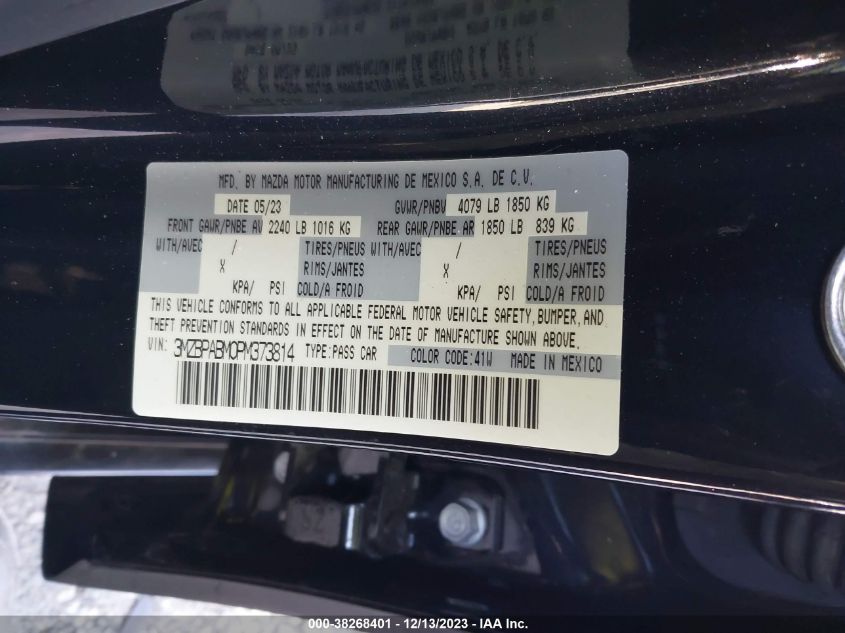 MFD. BY MAZDA MOTOR MANUFACTURING DE MEXICO S.A. DE C.V.
DATE 05/23 GVWR/PNBV 4079 LB 1850 KG
FRONT GAWR/PNBE AV 2240 LB 1016 KG REAR GAWR/PNBE AR 1850 LB 839 KG
WITH/AVEC / TIRES/PNEUS WITH/AVEC / TIRES/PNEUS
X RIMS/JANTES X RIMS/JANTES
KPA/ PSI COLD/A FROID KPA/ PSI COLD/A FROID
THIS VEHICLE CONFORMS TO ALL APPLICABLE FEDERAL MOTOR VEHICLE SAFETY, BUMPER, AND
THEFT PREVENTION STANDARDS IN EFFECT ON THE DATE OF MANUFACTURE SHOWN ABOVE.
VIN: 3MZBPABM0PM373814 TYPE:PASS CAR COLOR CODE:41W MADE IN MEXICO
52
000-38268401 - 12/13/2023 - IAA Inc.